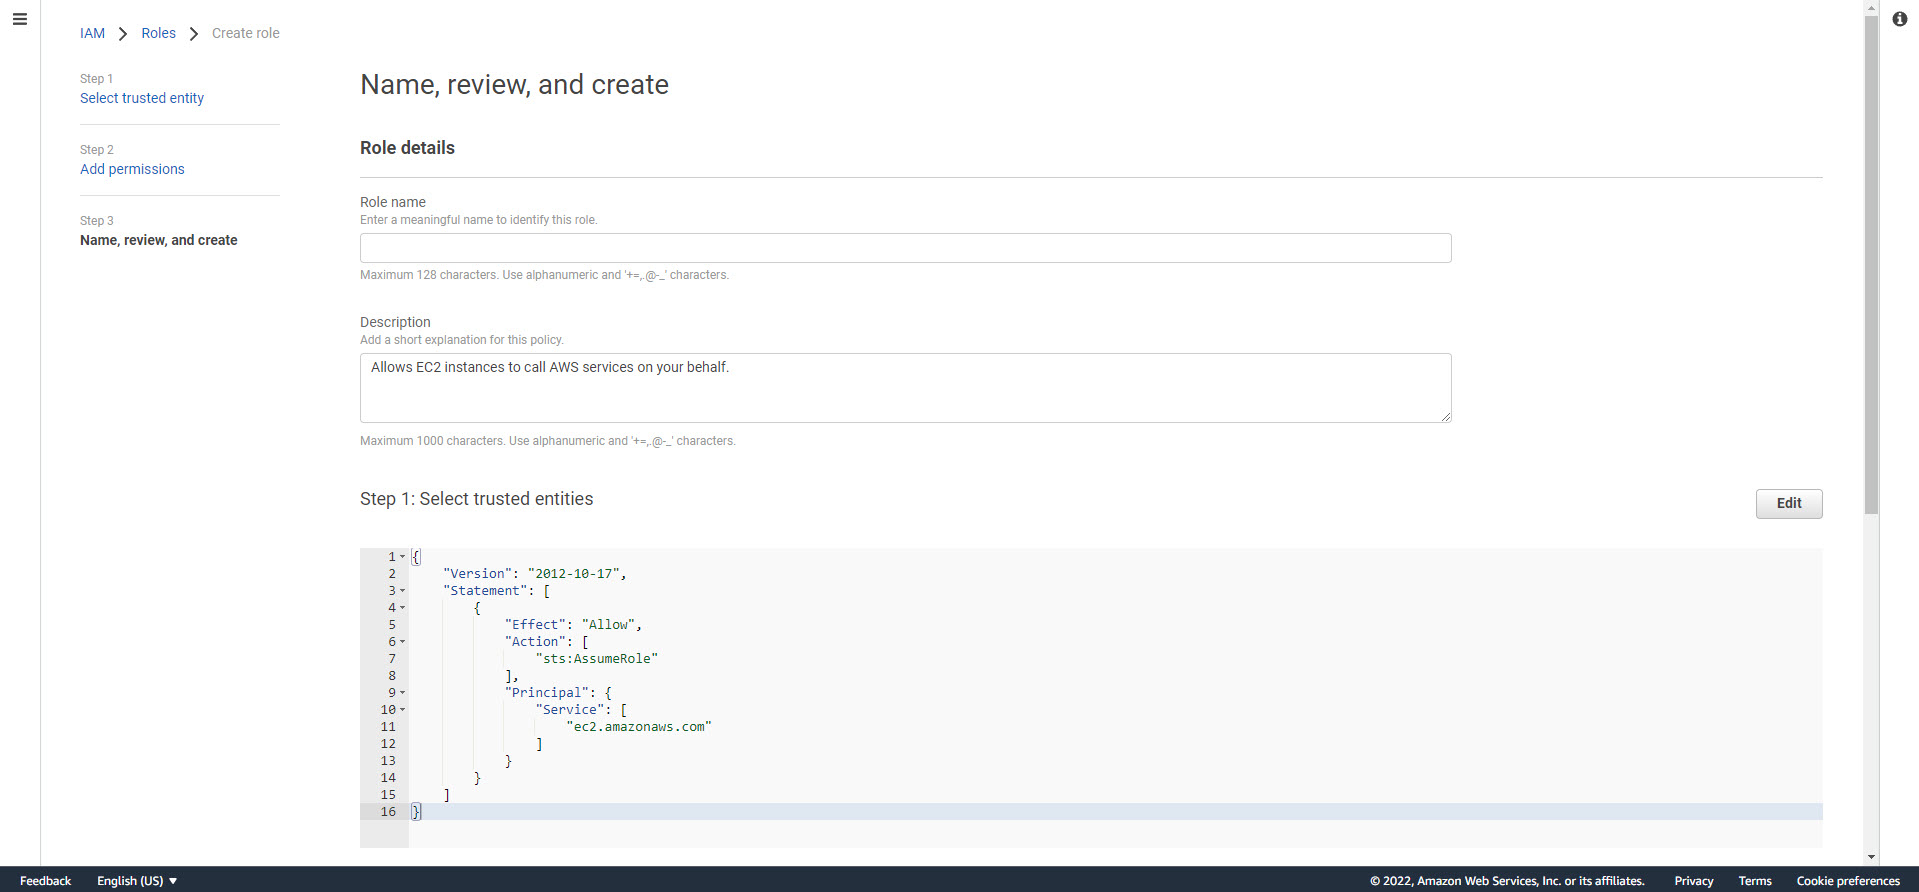 IAM
Roles
Create role
Step 1
Select trusted entity
Step 2
Add permissions
Step 3
Name, review, and create
Name, review, and create
Role details
Role name
Enter a meaningful name to identify this role.
Maximum 128 characters. Use alphanumeric and '+=,.@-_' characters.
Description
Add a short explanation for this policy.
Allows EC2 instances to call AWS services on your behalf.
Maximum 1000 characters. Use alphanumeric and '+=,.@-_' characters.
Step 1: Select trusted entities
Edit
1 {
2 "Version": "2012-10-17",
3 "Statement": [
4 {
5 "Effect": "Allow",
6 "Action": [
7 "sts:AssumeRole"
8 ],
9 "Principal": {
10 "Service": [
11 "ec2.amazonaws.com"
12 ]
13 }
14 }
15 ]
16 }
Feedback English (US) © 2022, Amazon Web Services, Inc. or its affiliates. Privacy Terms Cookie preferences